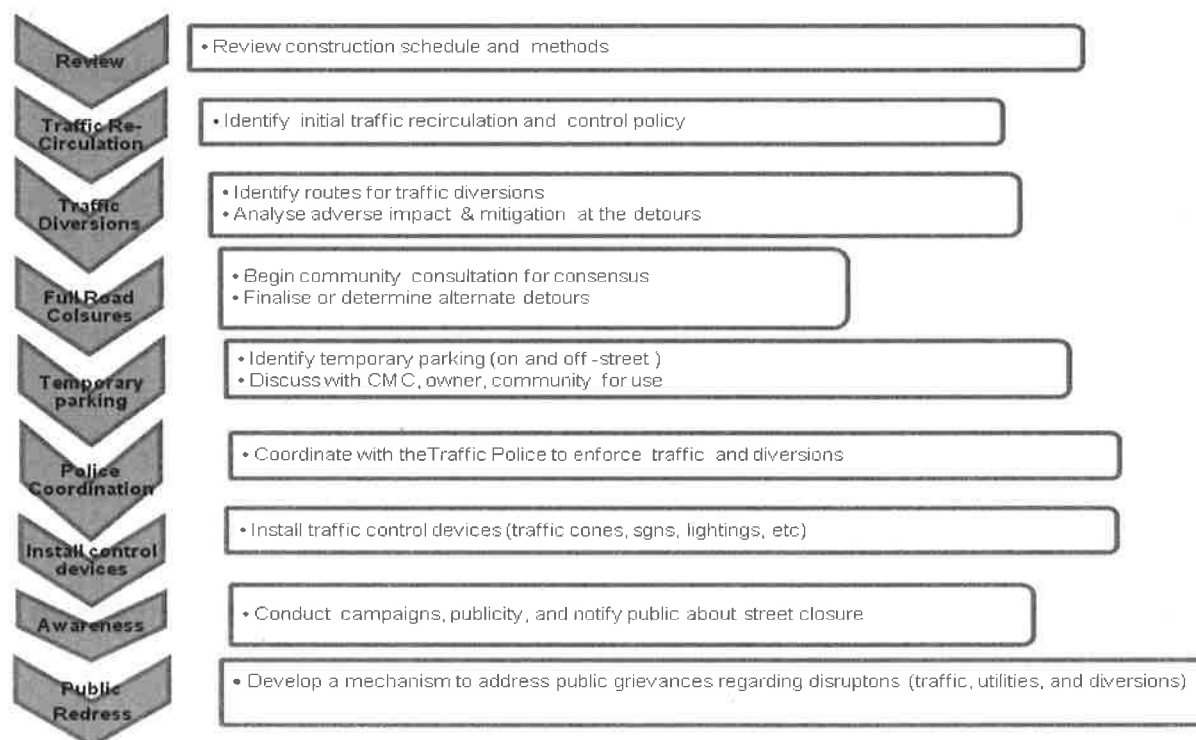 Review
• Review construction schedule and methods
Traffic Re-
Circulation
• Identify initial traffic recirculation and control policy
Traffic
Diversions
• Identify routes for traffic diversions
• Analyse adverse impact & mitigation at the detours
Full Road
Colsures
• Begin community consultation for consensus
• Finalise or determine alternate detours
Temporary
parking
• Identify temporary parking (on and off -street )
• Discuss with CMC, owner, community for use
Police
Coordination
• Coordinate with theTraffic Police to enforce traffic and diversions
Install control
devices
• Install traffic control devices (traffic cones, sgns, lightings, etc)
Awareness
• Conduct campaigns, publicity, and notify public about street closure
Public
Redress
• Develop a mechanism to address public grievances regarding disruptons (traffic, utilities, and diversions)